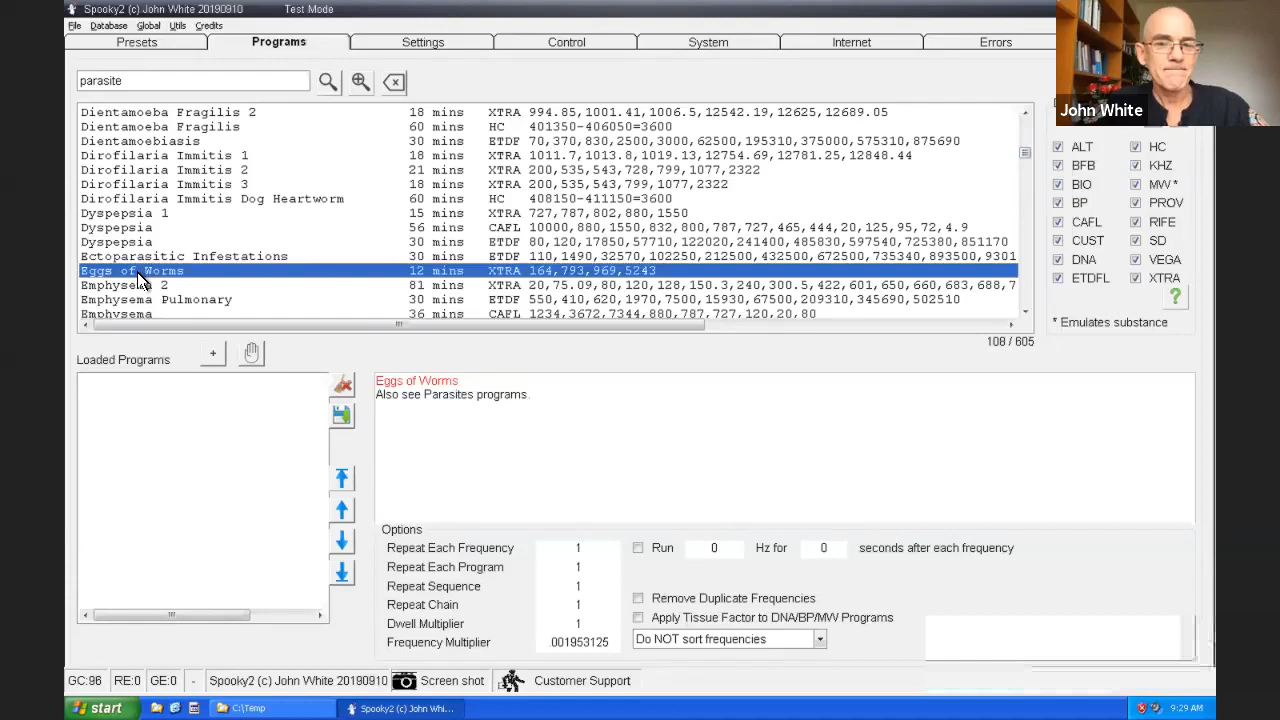 Spooky2 (c) John White 20190910 Test Mode
File Database Global Utils Credits
Presets Programs Settings Control System Internet Errors
parasite
Dientamoeba Fragilis 2 18 mins XTRA 994.85,1001.41,1006.5,12542.19,12625,12689.05
Dientamoeba Fragilis 60 mins HC 401350-406050=3600
Dientamoebiasis 30 mins ETDF 70,370,830,2500,3000,62500,195310,375000,575310,875690
Dirofilaria Immitis 1 18 mins XTRA 1011.7,1013.8,1019.13,12754.69,12781.25,12848.44
Dirofilaria Immitis 2 21 mins XTRA 200,535,543,728,799,1077,2322
Dirofilaria Immitis 3 18 mins XTRA 200,535,543,799,1077,2322
Dirofilaria Immitis Dog Heartworm 60 mins HC 408150-411150=3600
Dyspepsia 1 15 mins XTRA 727,787,802,880,1550
Dyspepsia 56 mins CAFL 10000,880,1550,832,800,787,727,465,444,20,125,95,72,4.9
Dyspepsia 30 mins ETDF 80,120,17850,57710,122020,241400,485830,597540,725380,851170
Ectoparasitic Infestations 30 mins ETDF 110,1490,32570,102250,212500,432500,672500,735340,893500,9301
Eggs of Worms 12 mins XTRA 164,793,969,5243
Emphysema 2 81 mins XTRA 20,75.09,80,120,128,150.3,240,300.5,422,601,650,660,683,688,7
Emphysema Pulmonary 30 mins ETDF 550,410,620,1970,7500,15930,67500,209310,345690,502510
Emphysema 36 mins CAFL 1234,3672,7344,880,787,727,120,20,80
108 / 605
John White
ALT HC
BFB KHZ
BIO MW *
BP PROV
CAFL RIFE
CUST SD
DNA VEGA
ETDFL XTRA
?
* Emulates substance
Loaded Programs +
Eggs of Worms
Also see Parasites programs.
Options
Repeat Each Frequency 1 Run 0 Hz for 0 seconds after each frequency
Repeat Each Program 1
Repeat Sequence 1
Repeat Chain 1
Remove Duplicate Frequencies
Dwell Multiplier 1
Apply Tissue Factor to DNA/BP/MW Programs
Frequency Multiplier .001953125
Do NOT sort frequencies
GC:96 RE:0 GE:0 - Spooky2 (c) John White 20190910 Screen shot Customer Support
start C:\Temp Spooky2 (c) John Whi... 9:29 AM